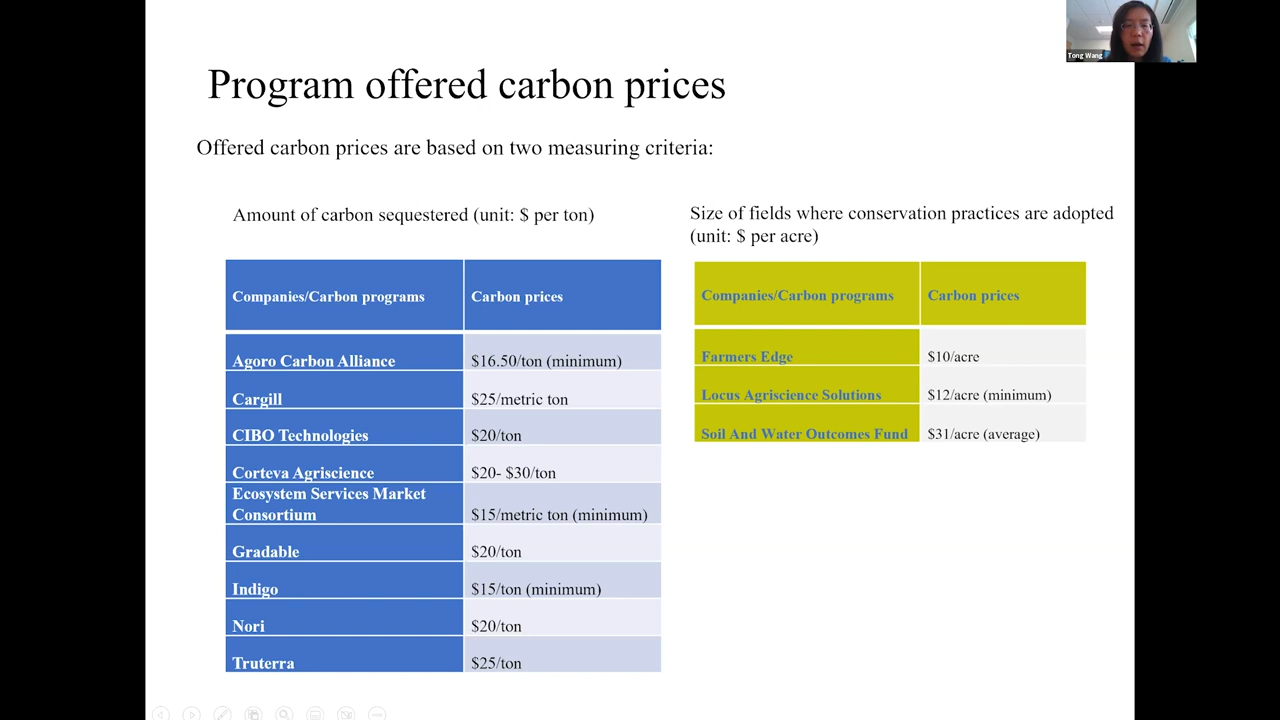 Tong Wang
Program offered carbon prices
Offered carbon prices are based on two measuring criteria:
Amount of carbon sequestered (unit: $ per ton)
Companies/Carbon programs Carbon prices
Agoro Carbon Alliance $16.50/ton (minimum)
Cargill $25/metric ton
CIBO Technologies $20/ton
Corteva Agriscience $20- $30/ton
Ecosystem Services Market
Consortium $15/metric ton (minimum)
Gradable $20/ton
Indigo $15/ton (minimum)
Nori $20/ton
Truterra $25/ton
Size of fields where conservation practices are adopted
(unit: $ per acre)
Companies/Carbon programs Carbon prices
Farmers Edge $10/acre
Locus Agriscience Solutions $12/acre (minimum)
Soil And Water Outcomes Fund $31/acre (average)